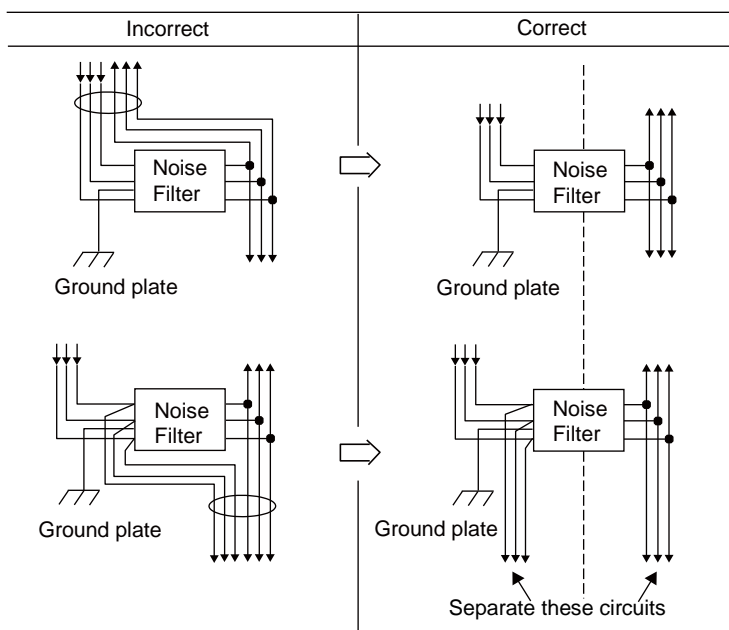 Incorrect
Correct
Noise
Filter
Ground plate
Noise
Filter
Ground plate
Noise
Filter
Ground plate
Noise
Filter
Ground plate
Separate these circuits